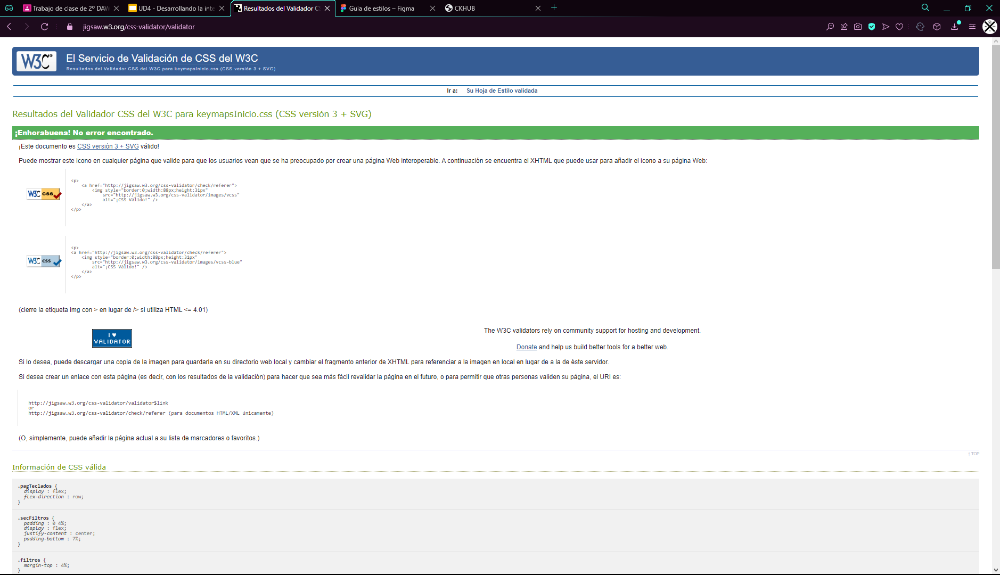 Trabajo de clase de 2º DAW
UD4 - Desarrollando la inte
Resultados del Validador CS
Guia de estilos – Figma
CKHUB
jigsaw.w3.org/css-validator/validator
W3C®
El Servicio de Validación de CSS del W3C
Resultados del Validador CSS del W3C para keymapsInicio.css (CSS versión 3 + SVG)
Ir a: Su Hoja de Estilo validada
Resultados del Validador CSS del W3C para keymapsInicio.css (CSS versión 3 + SVG)
¡Enhorabuena! No error encontrado.
¡Este documento es CSS versión 3 + SVG válido!
Puede mostrar este icono en cualquier página que valide para que los usuarios vean que se ha preocupado por crear una página Web interoperable. A continuación se encuentra el XHTML que puede usar para añadir el icono a su página Web:
W3C css
<p>
<a href="http://jigsaw.w3.org/css-validator/check/referer">
<img style="border:0;width:88px;height:31px"
src="http://jigsaw.w3.org/css-validator/images/vcss"
alt="¡CSS Válido!" />
</a>
</p>
W3C css
<p>
<a href="http://jigsaw.w3.org/css-validator/check/referer">
<img style="border:0;width:88px;height:31px"
src="http://jigsaw.w3.org/css-validator/images/vcss-blue"
alt="¡CSS Válido!" />
</a>
</p>
(cierre la etiqueta img con > en lugar de /> si utiliza HTML <= 4.01)
I ♥
VALIDATOR
The W3C validators rely on community support for hosting and development.
Donate and help us build better tools for a better web.
Si lo desea, puede descargar una copia de la imagen para guardarla en su directorio web local y cambiar el fragmento anterior de XHTML para referenciar a la imagen en local en lugar de a la de éste servidor.
Si desea crear un enlace con esta página (es decir, con los resultados de la validación) para hacer que sea más fácil revalidar la página en el futuro, o para permitir que otras personas validen su página, el URI es:
http://jigsaw.w3.org/css-validator/validator$link
or
http://jigsaw.w3.org/css-validator/check/referer (para documentos HTML/XML únicamente)
(O, simplemente, puede añadir la página actual a su lista de marcadores o favoritos.)
↑ TOP
Información de CSS válida
.pagTeclados {
display : flex;
flex-direction : row;
}
.secFiltros {
padding : 0 4%;
display : flex;
justify-content : center;
padding-bottom : 7%;
}
.filtros {
margin-top : 4%;
}